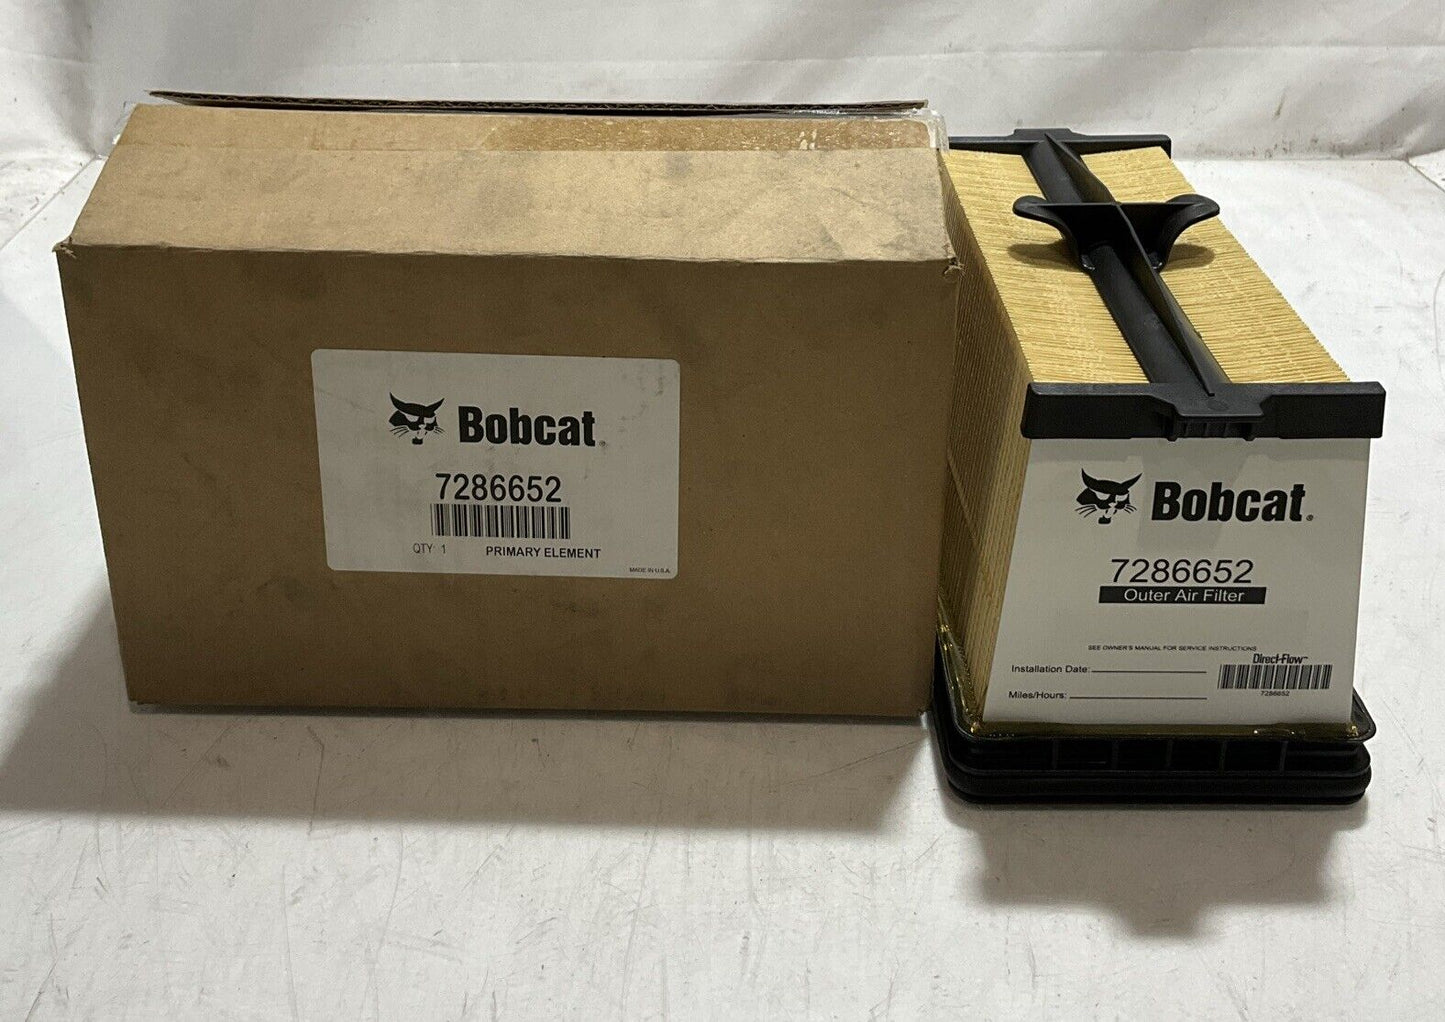 Bobcat®
7286652
QTY 1 PRIMARY ELEMENT
MADE IN U.S.A.
Bobcat®
7286652
Outer Air Filter
SEE OWNER'S MANUAL FOR SERVICE INSTRUCTIONS
Installation Date:
Direct-Flow™
7286652
Miles/Hours: